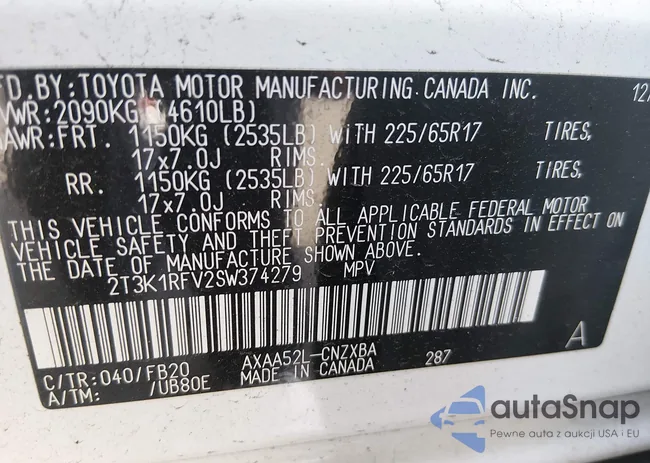 MFD. BY: TOYOTA MOTOR MANUFACTURING CANADA INC. 12/
GVWR: 2090KG (4610LB)
GAWR: FRT. 1150KG (2535LB) WITH 225/65R17 TIRES,
17x7.0J RIMS.
RR. 1150KG (2535LB) WITH 225/65R17 TIRES,
17x7.0J RIMS.
THIS VEHICLE CONFORMS TO ALL APPLICABLE FEDERAL MOTOR
VEHICLE SAFETY AND THEFT PREVENTION STANDARDS IN EFFECT ON
THE DATE OF MANUFACTURE SHOWN ABOVE.
2T3K1RFV2SW374279 MPV
C/TR: 040/FB20 AXAA52L-CNZXBA 287 A
A/TM: /UB80E MADE IN CANADA
autaSnap
Pewne auta z aukcji USA i EU